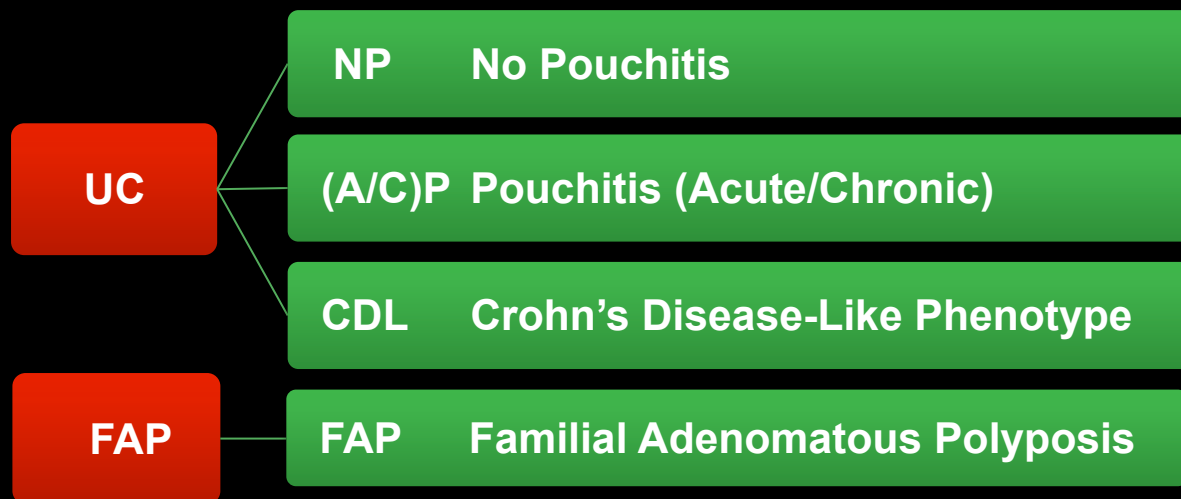 NP No Pouchitis
UC
(A/C)P Pouchitis (Acute/Chronic)
CDL Crohn’s Disease-Like Phenotype
FAP
FAP Familial Adenomatous Polyposis